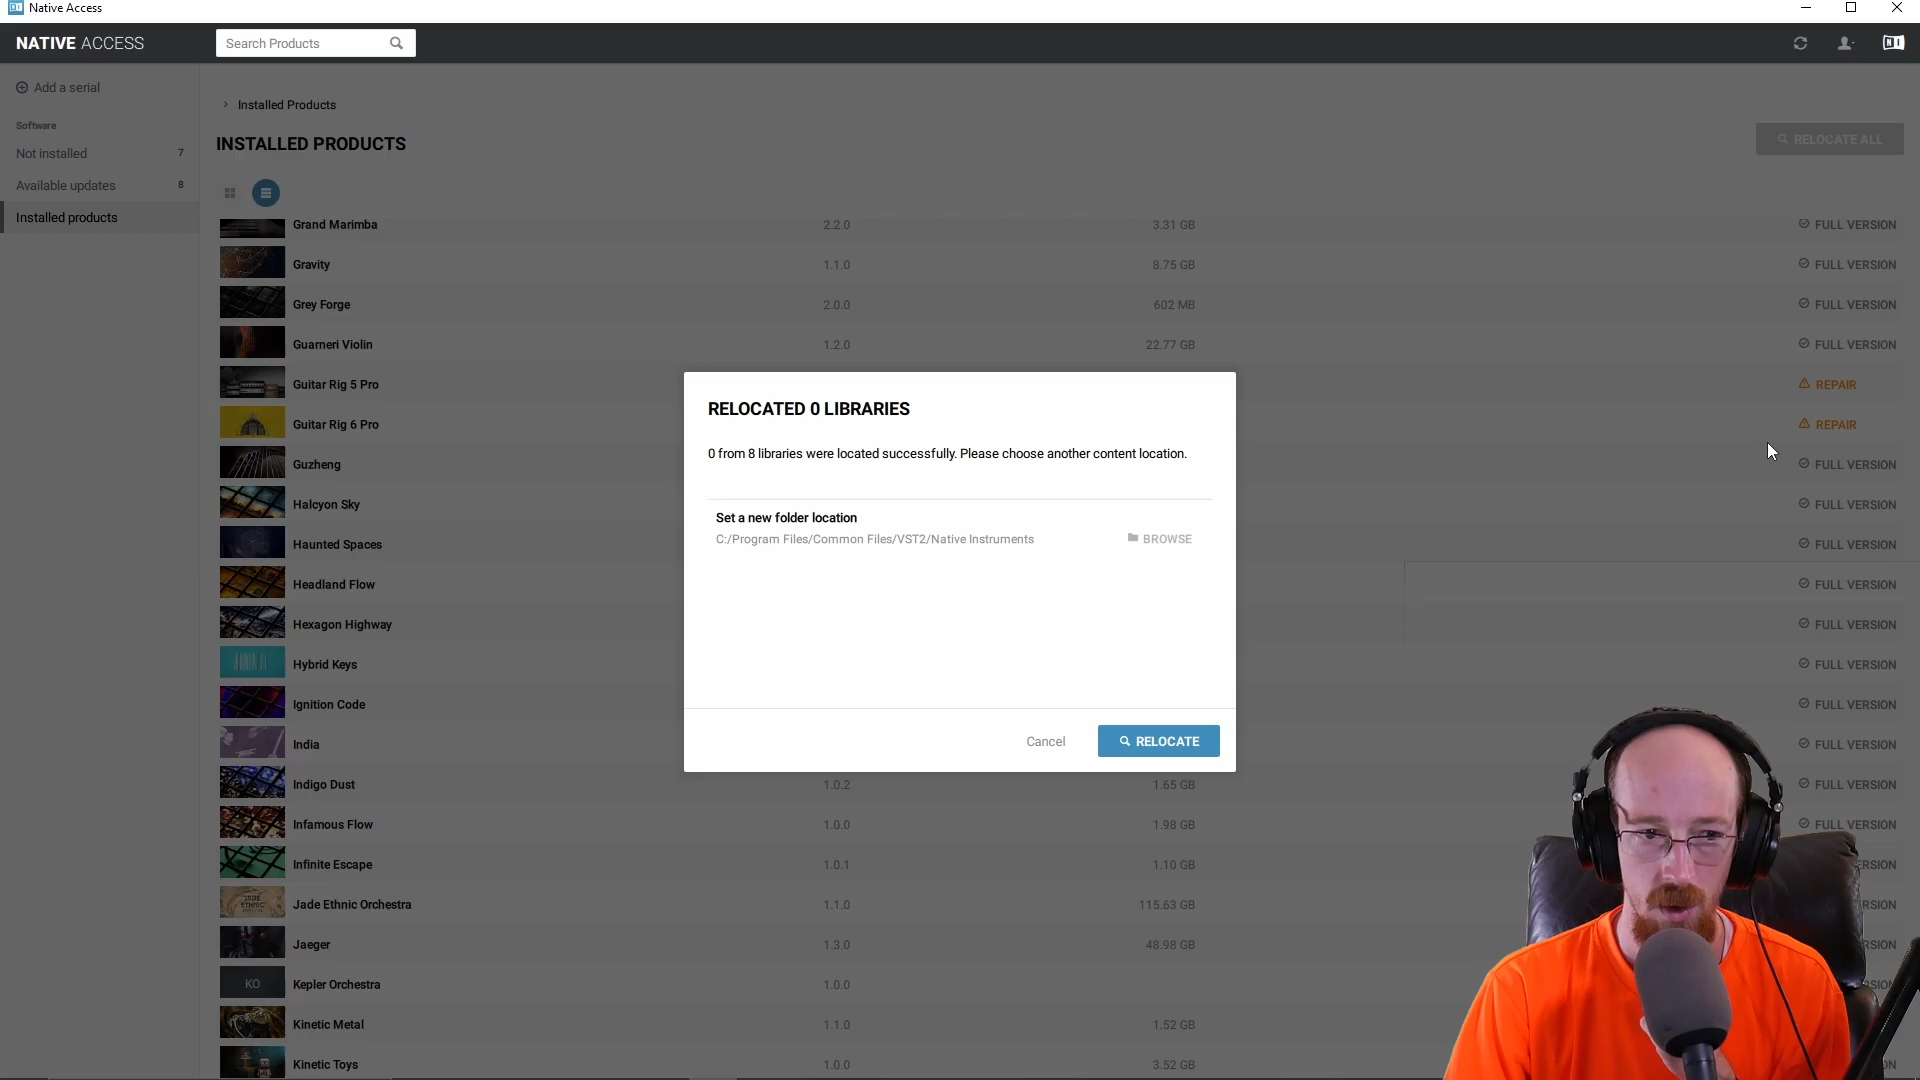 Native Access
NATIVE ACCESS
Search Products
NI
Add a serial
Software
Not installed 7
Available updates 8
Installed products
> Installed Products
INSTALLED PRODUCTS
RELOCATE ALL
Grand Marimba 2.2.0 3.31 GB FULL VERSION
Gravity 1.1.0 8.75 GB FULL VERSION
Grey Forge 2.0.0 602 MB FULL VERSION
Guarneri Violin 1.2.0 22.77 GB FULL VERSION
Guitar Rig 5 Pro REPAIR
Guitar Rig 6 Pro REPAIR
Guzheng FULL VERSION
Halcyon Sky FULL VERSION
Haunted Spaces FULL VERSION
Headland Flow FULL VERSION
Hexagon Highway FULL VERSION
Hybrid Keys FULL VERSION
Ignition Code FULL VERSION
India FULL VERSION
Indigo Dust 1.0.2 1.65 GB FULL VERSION
Infamous Flow 1.0.0 1.98 GB FULL VERSION
Infinite Escape 1.0.1 1.10 GB ERSION
JADE ETHNIC Jade Ethnic Orchestra 1.1.0 115.63 GB RSION
Jaeger 1.3.0 48.98 GB RSION
KO Kepler Orchestra 1.0.0
Kinetic Metal 1.1.0 1.52 GB
Kinetic Toys 1.0.0 3.52 GB ON
RELOCATED 0 LIBRARIES
0 from 8 libraries were located successfully. Please choose another content location.
Set a new folder location
C:/Program Files/Common Files/VST2/Native Instruments BROWSE
Cancel RELOCATE